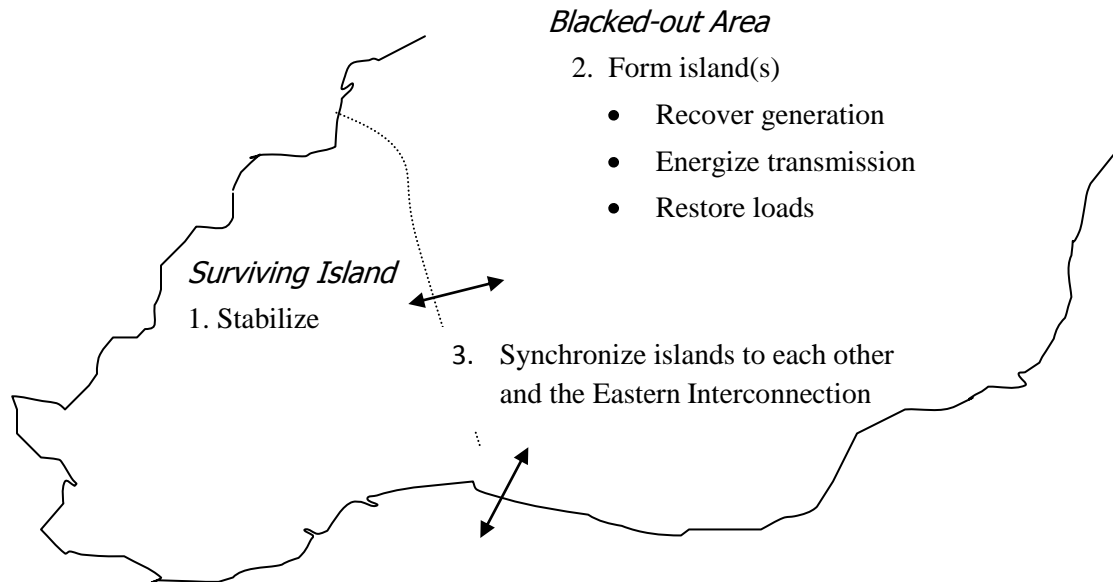 Blacked-out Area
2. Form island(s)
• Recover generation
• Energize transmission
• Restore loads
Surviving Island
1. Stabilize
3. Synchronize islands to each other
and the Eastern Interconnection